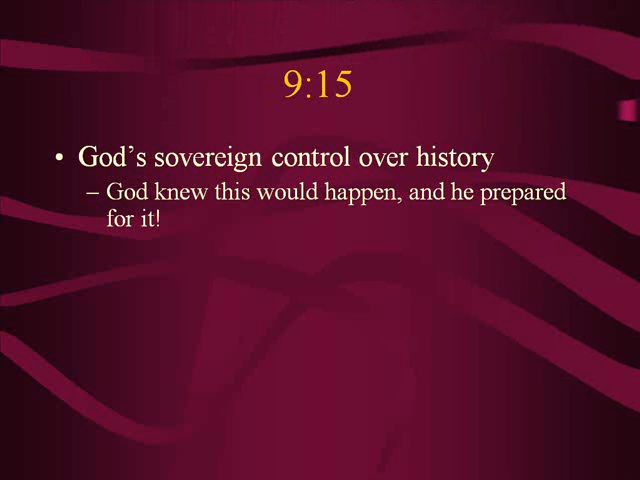 9:15
• God’s sovereign control over history
– God knew this would happen, and he prepared
for it!